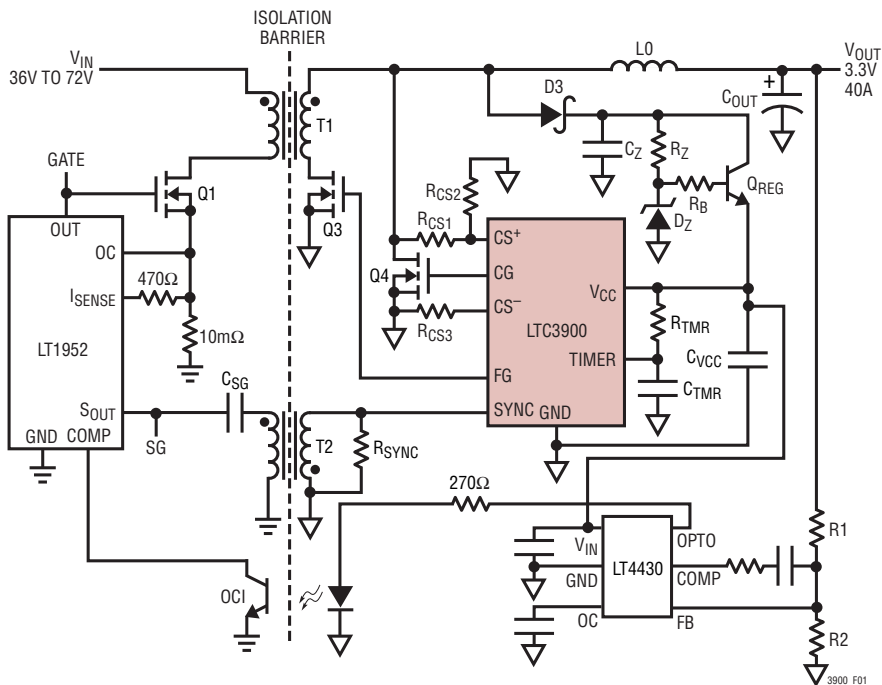 ISOLATION
BARRIER
VIN
36V TO 72V
L0
VOUT
3.3V
40A
T1
D3
COUT
+
CZ
RZ
QREG
RB
DZ
GATE
Q1
Q3
RCS2
RCS1
Q4
RCS3
OUT
OC
ISENSE
470Ω
10mΩ
LT1952
SOUT
GND COMP
CSG
SG
T2
RSYNC
CS+
CG
CS−
VCC
LTC3900
TIMER
FG
SYNC GND
RTMR
CTMR
CVCC
270Ω
VIN
OPTO
GND
LT4430
COMP
OC
FB
R1
R2
OCI
3900 F01